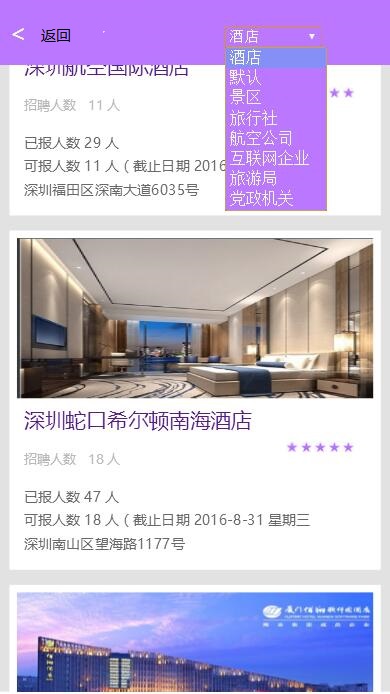 < 返回
酒店
酒店
默认
景区
旅行社
航空公司
互联网企业
旅游局
党政机关
深圳航空国际酒店
招聘人数 11 人
已报人数 29 人
可报人数 11 人 ( 截止日期 2016
深圳福田区深南大道6035号
深圳蛇口希尔顿南海酒店
招聘人数 18 人
已报人数 47 人
可报人数 18 人 ( 截止日期 2016-8-31 星期三
深圳南山区望海路1177号